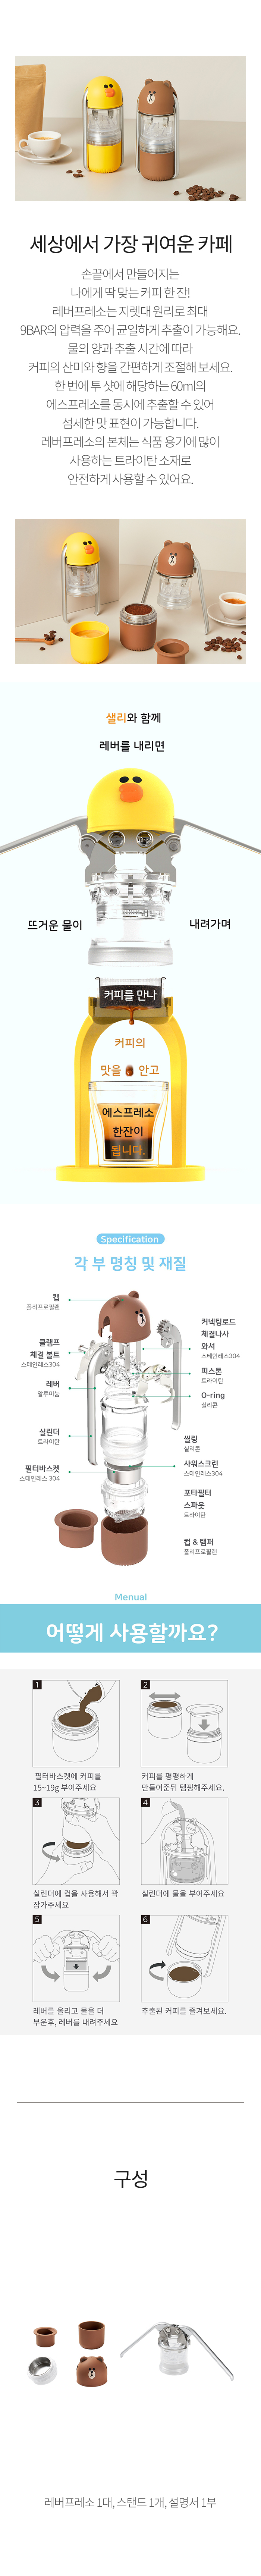 세상에서 가장 귀여운 카페
손끝에서 만들어지는
나에게 딱 맞는 커피 한 잔!
레버프레소는 지렛대 원리로 최대
9BAR의 압력을 주어 균일하게 추출이 가능해요.
물의 양과 추출 시간에 따라
커피의 산미와 향을 간편하게 조절해 보세요.
한 번에 투 샷에 해당하는 60ml의
에스프레소를 동시에 추출할 수 있어
섬세한 맛 표현이 가능합니다.
레버프레소의 본체는 식품 용기에 많이
사용하는 트라이탄 소재로
안전하게 사용할 수 있어요.
샐리와 함께
레버를 내리면
뜨거운 물이
내려가며
커피를 만나
커피의
맛을 안고
에스프레소
한잔이
됩니다.
Specification
각 부 명칭 및 재질
캡
폴리프로필렌
클램프
체결 볼트
스테인레스304
레버
알루미늄
실린더
트라이탄
필터바스켓
스테인레스 304
커넥팅로드
체결나사
와셔
스테인레스304
피스톤
트라이탄
O-ring
실리콘
씰링
실리콘
샤워스크린
스테인레스304
포타필터
스파웃
트라이탄
컵 & 탬퍼
폴리프로필렌
Menual
어떻게 사용할까요?
1
필터바스켓에 커피를
15~19g 부어주세요
2
커피를 평평하게
만들어준뒤 탬핑해주세요.
3
실린더에 컵을 사용해서 꽉
잠가주세요
4
실린더에 물을 부어주세요
5
레버를 올리고 물을 더
부운후, 레버를 내려주세요
6
추출된 커피를 즐겨보세요.
구성
레버프레소 1대, 스탠드 1개, 설명서 1부